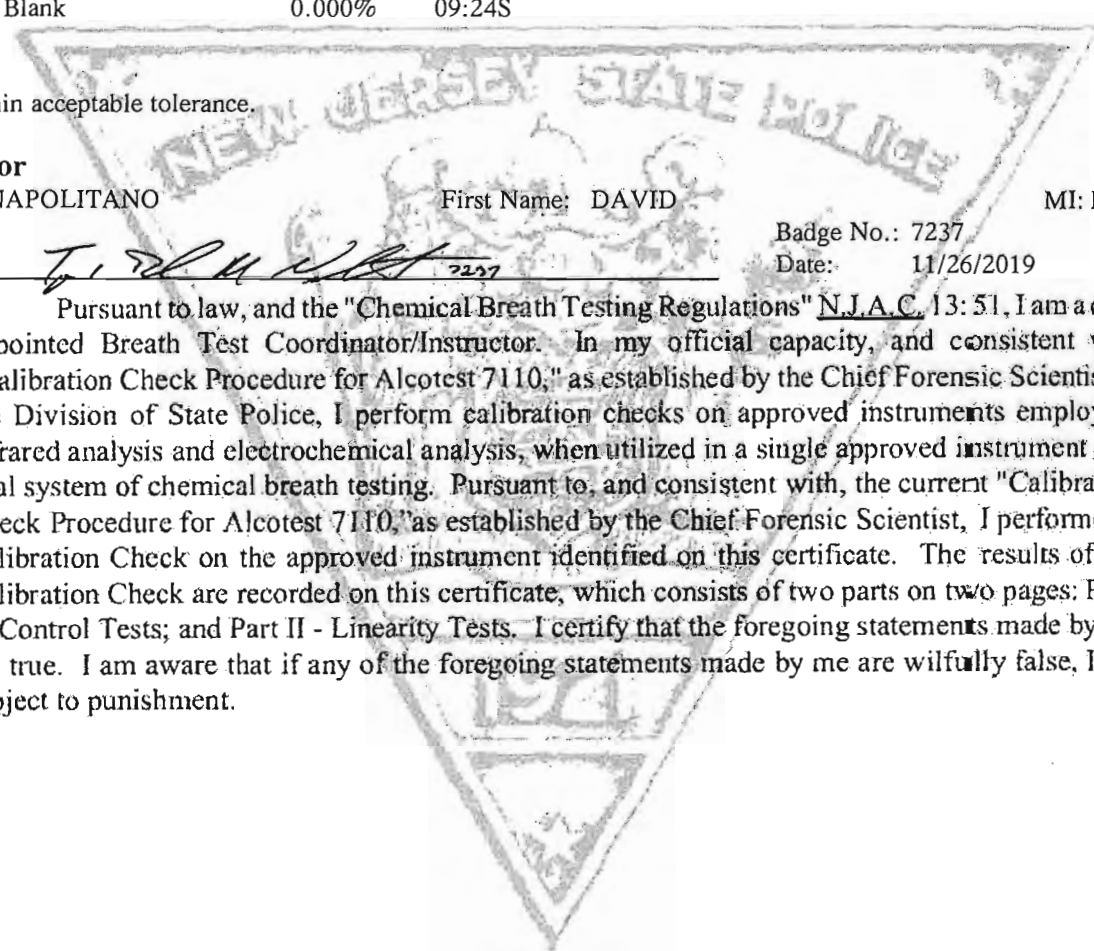 Blank 0.000% 09:24S
in acceptable tolerance.
NEW JERSEY STATE POLICE
or
NAPOLITANO First Name: DAVID MI:
7237
Badge No.: 7237
Date: 11/26/2019
Pursuant to law, and the "Chemical Breath Testing Regulations" N.J.A.C. 13:51, I am a
pointed Breath Test Coordinator/Instructor. In my official capacity, and consistent
alibration Check Procedure for Alcotest 7110," as established by the Chief Forensic Scientis
Division of State Police, I perform calibration checks on approved instruments employ
rared analysis and electrochemical analysis, when utilized in a single approved instrument
al system of chemical breath testing. Pursuant to, and consistent with, the current "Calibra
eck Procedure for Alcotest 7110,"as established by the Chief Forensic Scientist, I perform
libration Check on the approved instrument identified on this certificate. The results of
libration Check are recorded on this certificate, which consists of two parts on two pages:
Control Tests; and Part II - Linearity Tests. I certify that the foregoing statements made by
true. I am aware that if any of the foregoing statements made by me are wilfully false, I
ject to punishment.
1921